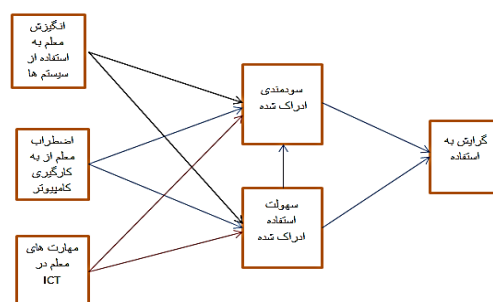 انگیزش
معلم به
استفاده از
سیستم ها
سودمندی
ادراک شده
اضطراب
معلم از به
کارگیری
کامپیوتر
گرایش به
استفاده
سهولت
استفاده
ادراک شده
مهارت های
معلم در
ICT